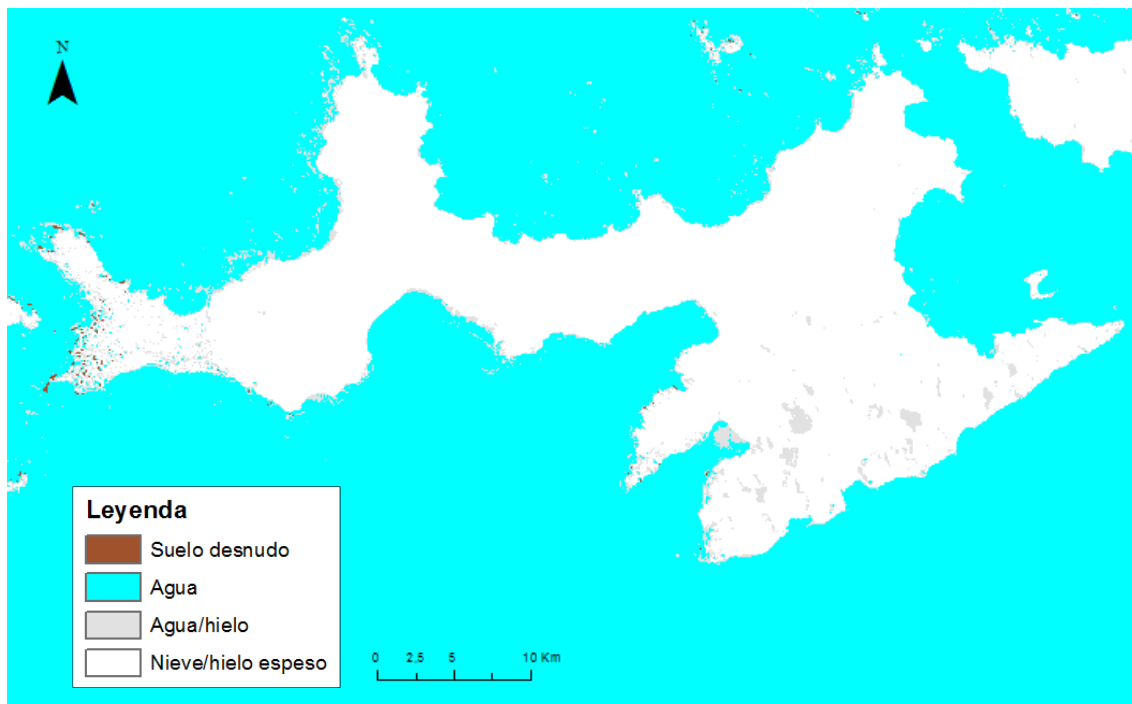 N
Leyenda
Suelo desnudo
Agua
Agua/hielo
Nieve/hielo espeso
0 2,5 5 10 Km